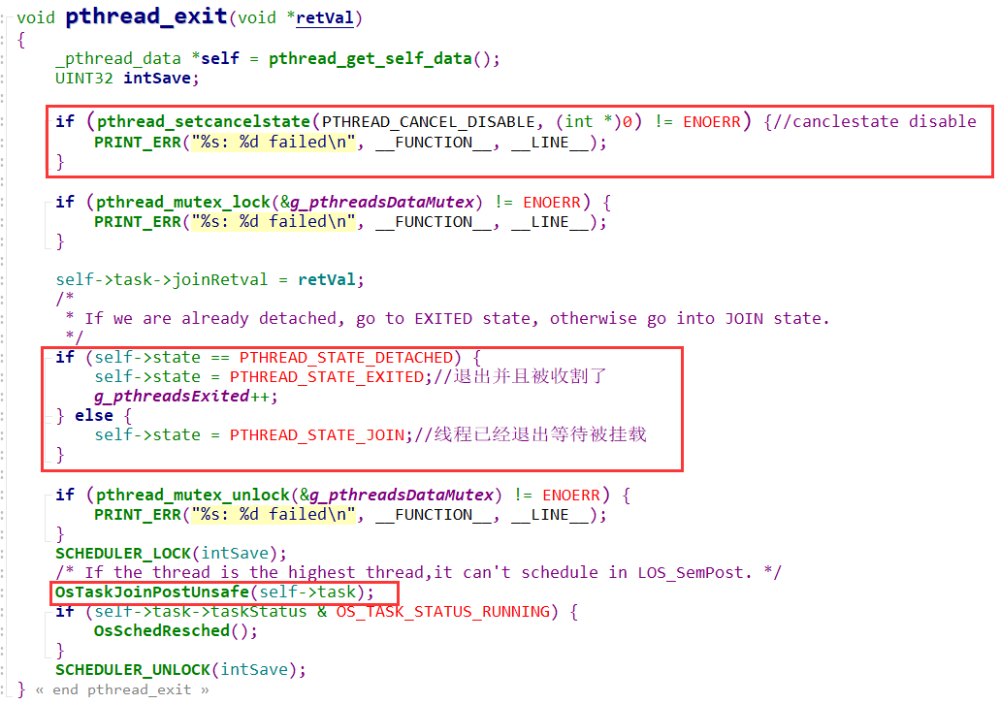 void pthread_exit(void *retVal)
{
    _pthread_data *self = pthread_get_self_data();
    UINT32 intSave;
    if (pthread_setcancelstate(PTHREAD_CANCEL_DISABLE, (int *)0) != ENOERR) {//canclestate disable
        PRINT_ERR("%s: %d failed\n", __FUNCTION__, __LINE__);
    }
    if (pthread_mutex_lock(&g_pthreadsDataMutex) != ENOERR) {
        PRINT_ERR("%s: %d failed\n", __FUNCTION__, __LINE__);
    }
    self->task->joinRetval = retVal;
    /*
     * If we are already detached, go to EXITED state, otherwise go into JOIN state.
     */
    if (self->state == PTHREAD_STATE_DETACHED) {
        self->state = PTHREAD_STATE_EXITED;//退出并且被收割了
        g_pthreadsExited++;
    } else {
        self->state = PTHREAD_STATE_JOIN;//线程已经退出等待被挂载
    }
    if (pthread_mutex_unlock(&g_pthreadsDataMutex) != ENOERR) {
        PRINT_ERR("%s: %d failed\n", __FUNCTION__, __LINE__);
    }
    SCHEDULER_LOCK(intSave);
    /* If the thread is the highest thread,it can't schedule in LOS_SemPost. */
    OsTaskJoinPostUnsafe(self->task);
    if (self->task->taskStatus & OS_TASK_STATUS_RUNNING) {
        OsSchedResched();
    }
    SCHEDULER_UNLOCK(intSave);
} « end pthread_exit »